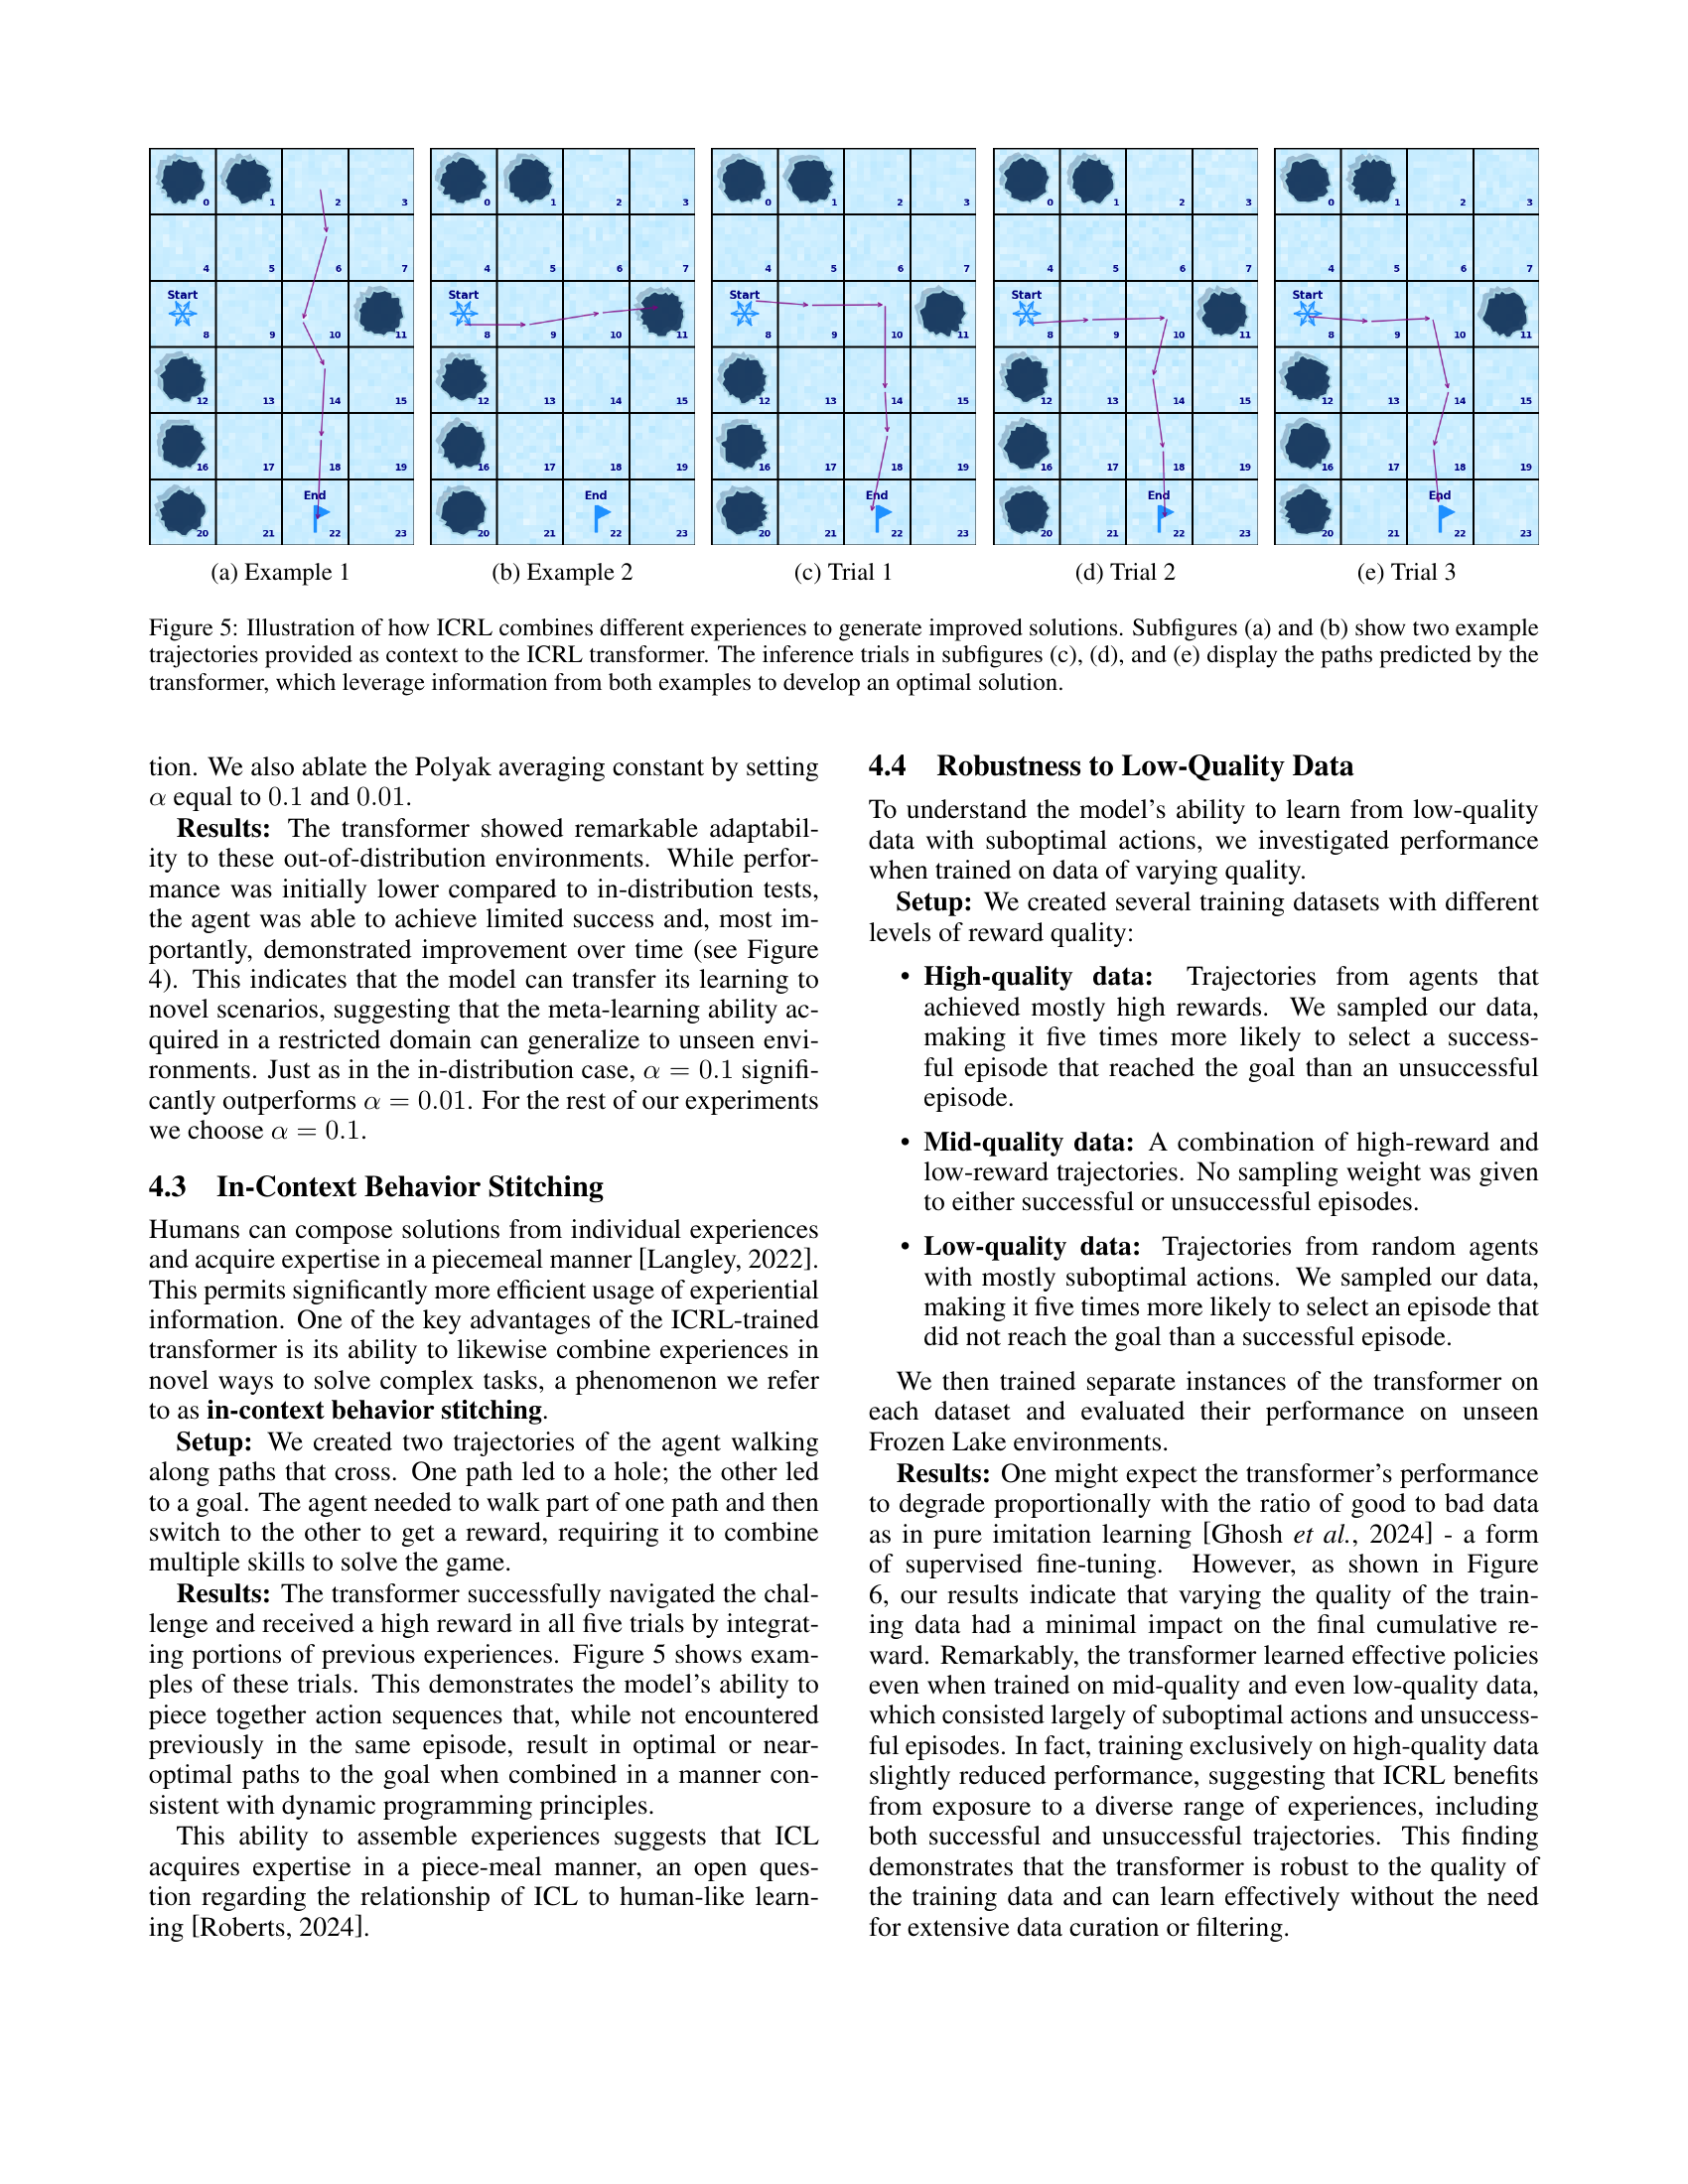 0 1 2 3
4 5 6 7
Start
8 9 10 11
12 13 14 15
16 17 18 19
End
20 21 22 23
(a) Example 1
0 1 2 3
4 5 6 7
Start
8 9 10 11
12 13 14 15
16 17 18 19
End
20 21 22 23
(b) Example 2
0 1 2 3
4 5 6 7
Start
8 9 10 11
12 13 14 15
16 17 18 19
End
20 21 22 23
(c) Trial 1
0 1 2 3
4 5 6 7
Start
8 9 10 11
12 13 14 15
16 17 18 19
End
20 21 22 23
(d) Trial 2
0 1 2 3
4 5 6 7
Start
8 9 10 11
12 13 14 15
16 17 18 19
End
20 21 22 23
(e) Trial 3
Figure 5: Illustration of how ICRL combines different experiences to generate improved solutions. Subfigures (a) and (b) show two example
trajectories provided as context to the ICRL transformer. The inference trials in subfigures (c), (d), and (e) display the paths predicted by the
transformer, which leverage information from both examples to develop an optimal solution.
tion. We also ablate the Polyak averaging constant by setting
α equal to 0.1 and 0.01.
Results: The transformer showed remarkable adaptabil-
ity to these out-of-distribution environments. While perfor-
mance was initially lower compared to in-distribution tests,
the agent was able to achieve limited success and, most im-
portantly, demonstrated improvement over time (see Figure
4). This indicates that the model can transfer its learning to
novel scenarios, suggesting that the meta-learning ability ac-
quired in a restricted domain can generalize to unseen envi-
ronments. Just as in the in-distribution case, α = 0.1 signifi-
cantly outperforms α = 0.01. For the rest of our experiments
we choose α = 0.1.
4.3 In-Context Behavior Stitching
Humans can compose solutions from individual experiences
and acquire expertise in a piecemeal manner [Langley, 2022].
This permits significantly more efficient usage of experiential
information. One of the key advantages of the ICRL-trained
transformer is its ability to likewise combine experiences in
novel ways to solve complex tasks, a phenomenon we refer
to as in-context behavior stitching.
Setup: We created two trajectories of the agent walking
along paths that cross. One path led to a hole; the other led
to a goal. The agent needed to walk part of one path and then
switch to the other to get a reward, requiring it to combine
multiple skills to solve the game.
Results: The transformer successfully navigated the chal-
lenge and received a high reward in all five trials by integrat-
ing portions of previous experiences. Figure 5 shows exam-
ples of these trials. This demonstrates the model's ability to
piece together action sequences that, while not encountered
previously in the same episode, result in optimal or near-
optimal paths to the goal when combined in a manner con-
sistent with dynamic programming principles.
This ability to assemble experiences suggests that ICL
acquires expertise in a piece-meal manner, an open ques-
tion regarding the relationship of ICL to human-like learn-
ing [Roberts, 2024].
4.4 Robustness to Low-Quality Data
To understand the model's ability to learn from low-quality
data with suboptimal actions, we investigated performance
when trained on data of varying quality.
Setup: We created several training datasets with different
levels of reward quality:
• High-quality data: Trajectories from agents that
achieved mostly high rewards. We sampled our data,
making it five times more likely to select a success-
ful episode that reached the goal than an unsuccessful
episode.
• Mid-quality data: A combination of high-reward and
low-reward trajectories. No sampling weight was given
to either successful or unsuccessful episodes.
• Low-quality data: Trajectories from random agents
with mostly suboptimal actions. We sampled our data,
making it five times more likely to select an episode that
did not reach the goal than a successful episode.
We then trained separate instances of the transformer on
each dataset and evaluated their performance on unseen
Frozen Lake environments.
Results: One might expect the transformer's performance
to degrade proportionally with the ratio of good to bad data
as in pure imitation learning [Ghosh et al., 2024] - a form
of supervised fine-tuning. However, as shown in Figure
6, our results indicate that varying the quality of the train-
ing data had a minimal impact on the final cumulative re-
ward. Remarkably, the transformer learned effective policies
even when trained on mid-quality and even low-quality data,
which consisted largely of suboptimal actions and unsuccess-
ful episodes. In fact, training exclusively on high-quality data
slightly reduced performance, suggesting that ICRL benefits
from exposure to a diverse range of experiences, including
both successful and unsuccessful trajectories. This finding
demonstrates that the transformer is robust to the quality of
the training data and can learn effectively without the need
for extensive data curation or filtering.